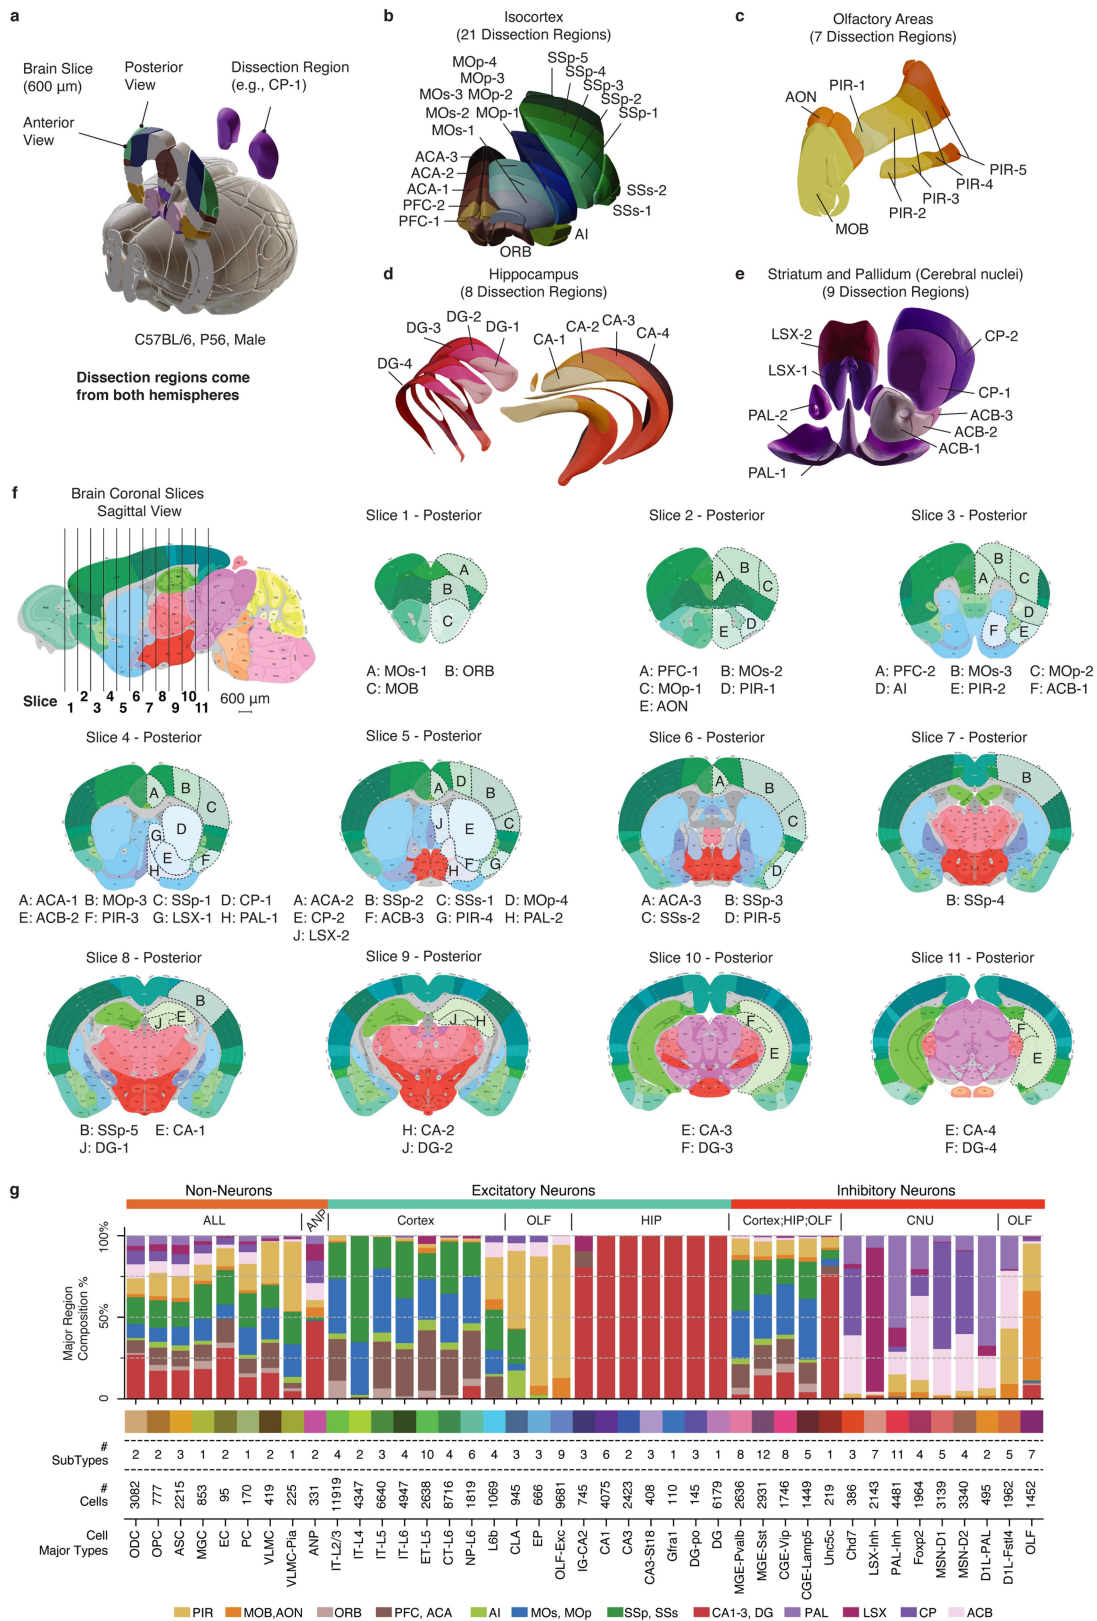 a
Brain Slice
(600 µm)
Posterior
View
Dissection Region
(e.g., CP-1)
Anterior
View
C57BL/6, P56, Male
Dissection regions come
from both hemispheres
b
Isocortex
(21 Dissection Regions)
MOp-4
MOp-3
MOs-3 MOp-2
MOs-2 MOp-1
MOs-1
SSp-5
SSp-4
SSp-3
SSp-2
SSp-1
ACA-3
ACA-2
ACA-1
PFC-2
PFC-1
SSs-2
SSs-1
AI
ORB
c
Olfactory Areas
(7 Dissection Regions)
AON
PIR-1
PIR-5
PIR-4
PIR-3
PIR-2
MOB
d
Hippocampus
(8 Dissection Regions)
DG-3
DG-2
DG-1
DG-4
CA-1
CA-2
CA-3
CA-4
e
Striatum and Pallidum (Cerebral nuclei)
(9 Dissection Regions)
LSX-2
LSX-1
PAL-2
PAL-1
CP-2
CP-1
ACB-3
ACB-2
ACB-1
f
Brain Coronal Slices
Sagittal View
Slice 1 2 3 4 5 6 7 8 9 10 11
600 µm
Slice 1 - Posterior
A
B
C
A: MOs-1 B: ORB
C: MOB
Slice 2 - Posterior
A
B
C
D
E
A: PFC-1 B: MOs-2
C: MOp-1 D: PIR-1
E: AON
Slice 3 - Posterior
A
B
C
D
E
F
A: PFC-2 B: MOs-3 C: MOp-2
D: AI E: PIR-2 F: ACB-1
Slice 4 - Posterior
A
B
C
D
G
E
F
H
A: ACA-1 B: MOp-3 C: SSp-1 D: CP-1
E: ACB-2 F: PIR-3 G: LSX-1 H: PAL-1
Slice 5 - Posterior
A
D
B
C
J
E
F
G
H
A: ACA-2 B: SSp-2 C: SSs-1 D: MOp-4
E: CP-2 F: ACB-3 G: PIR-4 H: PAL-2
J: LSX-2
Slice 6 - Posterior
A
B
C
D
A: ACA-3 B: SSp-3
C: SSs-2 D: PIR-5
Slice 7 - Posterior
B
B: SSp-4
Slice 8 - Posterior
B
J
E
B: SSp-5 E: CA-1
J: DG-1
Slice 9 - Posterior
J
H
H: CA-2
J: DG-2
Slice 10 - Posterior
F
E
E: CA-3
F: DG-3
Slice 11 - Posterior
F
E
E: CA-4
F: DG-4
g
Non-Neurons Excitatory Neurons Inhibitory Neurons
ALL ANP Cortex OLF HIP Cortex;HIP;OLF CNU OLF
100%
50%
0
Major Region
Composition %
#
SubTypes
2 2 3 1 2 1 2 1 2 4 2 3 4 10 4 6 4 3 3 9 3 6 2 3 1 3 1 8 12 8 5 1 3 7 11 4 5 4 2 5 7
#
Cells
3082 777 2215 853 95 170 419 225 331 11919 4347 6640 4947 2638 8716 1819 1069 945 666 9681 745 4075 2423 408 110 145 6179 2636 2931 1746 1449 219 386 2143 4481 1964 3139 3340 495 1962 1452
Cell
Major Types
ODC OPC ASC MGC EC PC VLMC VLMC-Pia ANP IT-L2/3 IT-L4 IT-L5 IT-L6 ET-L5 CT-L6 NP-L6 L6b CLA EP OLF-Exc IG-CA2 CA1 CA3 CA3-St18 Gfra1 DG-po DG MGE-Pvalb MGE-Sst CGE-Vip CGE-Lamp5 Unc5c Chd7 LSX-Inh PAL-Inh Foxp2 MSN-D1 MSN-D2 D1L-PAL D1L-Fstl4 OLF
PIR MOB,AON ORB PFC, ACA AI MOs, MOp SSp, SSs CA1-3, DG PAL LSX CP ACB